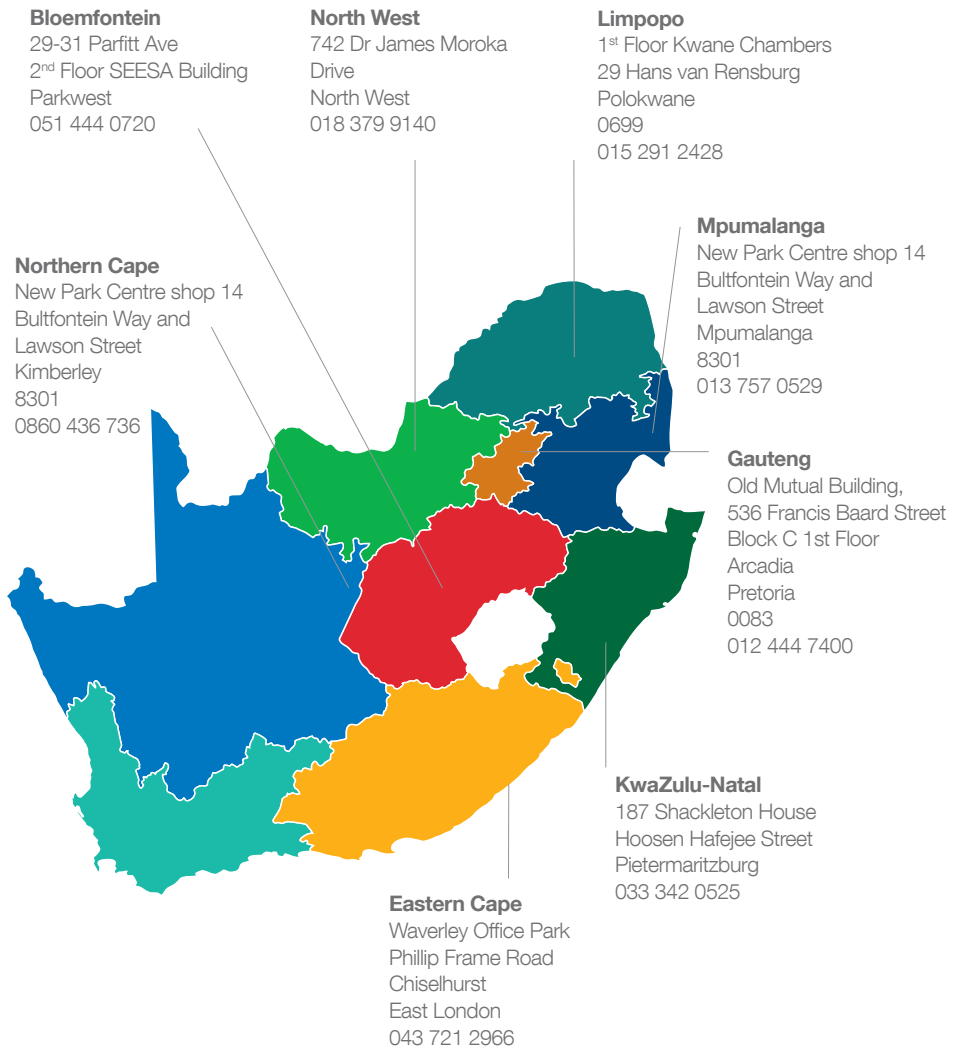 Bloemfontein
29-31 Parfitt Ave
2nd Floor SEESA Building
Parkwest
051 444 0720
North West
742 Dr James Moroka
Drive
North West
018 379 9140
Limpopo
1st Floor Kwane Chambers
29 Hans van Rensburg
Polokwane
0699
015 291 2428
Mpumalanga
New Park Centre shop 14
Bultfontein Way and
Lawson Street
Mpumalanga
8301
013 757 0529
Northern Cape
New Park Centre shop 14
Bultfontein Way and
Lawson Street
Kimberley
8301
0860 436 736
Gauteng
Old Mutual Building,
536 Francis Baard Street
Block C 1st Floor
Arcadia
Pretoria
0083
012 444 7400
KwaZulu-Natal
187 Shackleton House
Hoosen Hafejee Street
Pietermaritzburg
033 342 0525
Eastern Cape
Waverley Office Park
Phillip Frame Road
Chiselhurst
East London
043 721 2966